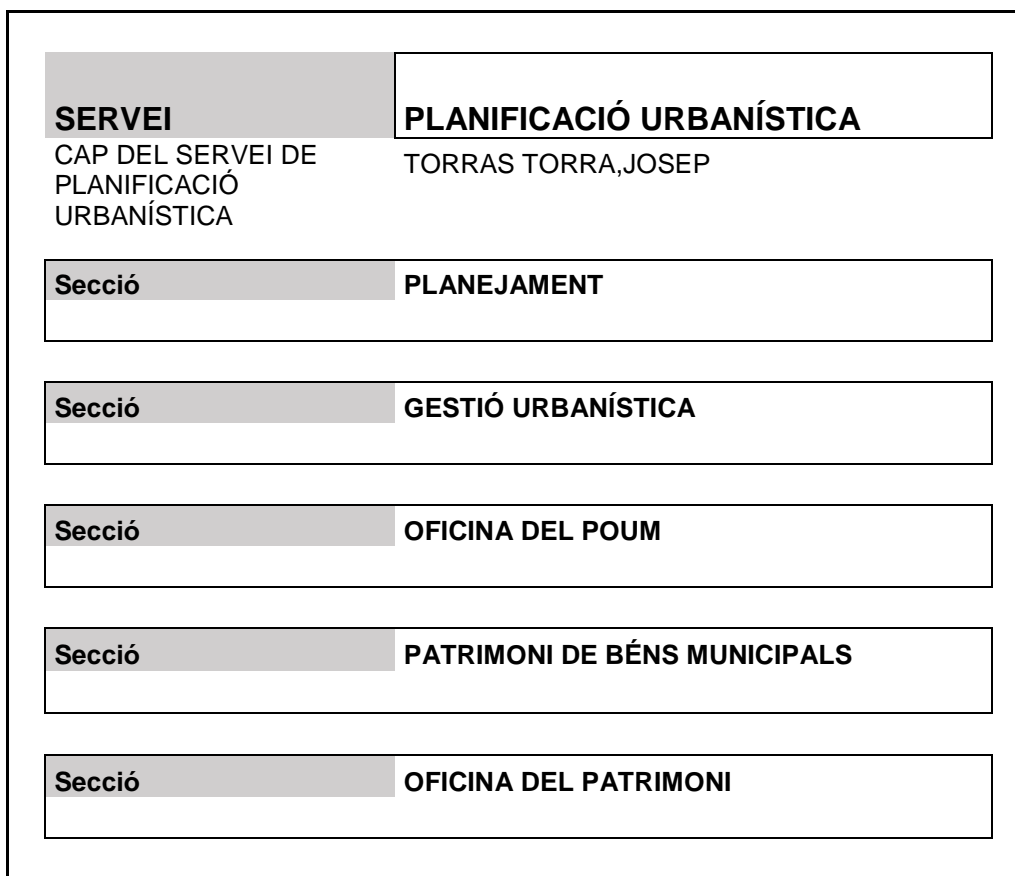 SERVEI PLANIFICACIÓ URBANÍSTICA
CAP DEL SERVEI DE TORRAS TORRA,JOSEP
PLANIFICACIÓ
URBANÍSTICA
Secció PLANEJAMENT
Secció GESTIÓ URBANÍSTICA
Secció OFICINA DEL POUM
Secció PATRIMONI DE BÉNS MUNICIPALS
Secció OFICINA DEL PATRIMONI